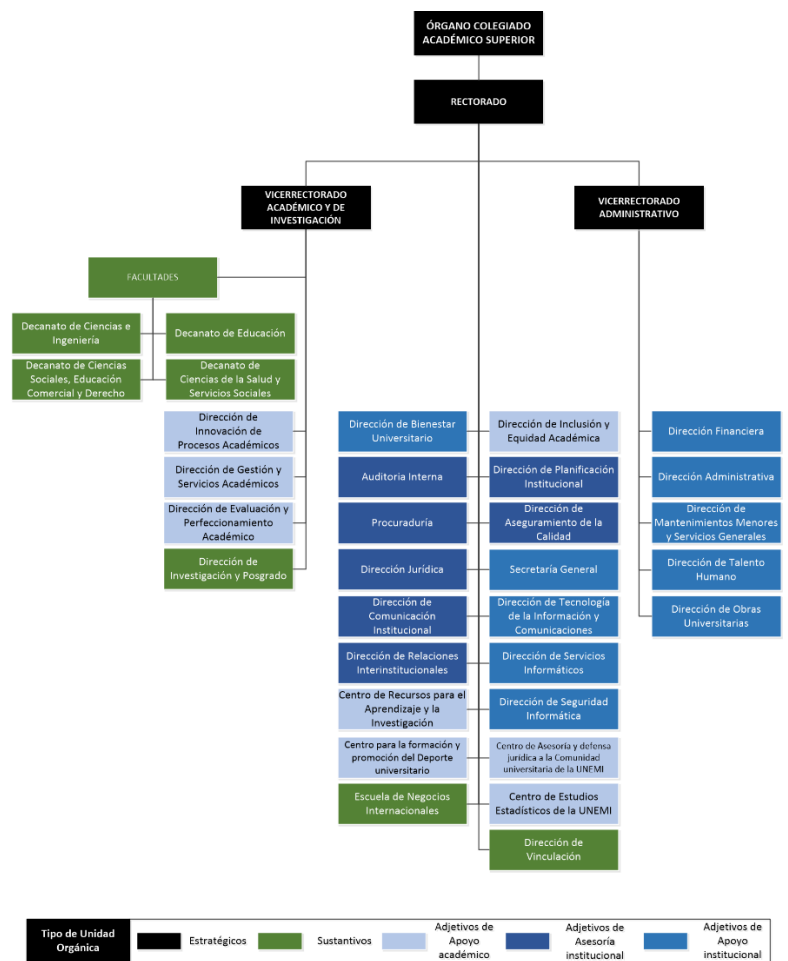 ÓRGANO COLEGIADO
ACADÉMICO SUPERIOR
RECTORADO
VICERRECTORADO
ACADÉMICO Y DE
INVESTIGACIÓN
VICERRECTORADO
ADMINISTRATIVO
FACULTADES
Decanato de Ciencias e
Ingeniería
Decanato de Educación
Decanato de Ciencias
Sociales, Educación
Comercial y Derecho
Decanato de
Ciencias de la Salud y
Servicios Sociales
Dirección de
Innovación de
Procesos Académicos
Dirección de Gestión y
Servicios Académicos
Dirección de Evaluación y
Perfeccionamiento
Académico
Dirección de
Investigación y Posgrado
Dirección de Bienestar
Universitario
Dirección de Inclusión y
Equidad Académica
Auditoria Interna
Dirección de Planificación
Institucional
Procuraduría
Dirección de
Aseguramiento de la
Calidad
Dirección Jurídica
Secretaría General
Dirección de
Comunicación
Institucional
Dirección de Tecnología
de la Información y
Comunicaciones
Dirección de Relaciones
Interinstitucionales
Dirección de Servicios
Informáticos
Centro de Recursos para el
Aprendizaje y la
Investigación
Dirección de Seguridad
Informática
Centro para la formación y
promoción del Deporte
universitario
Centro de Asesoría y defensa
jurídica a la Comunidad
universitaria de la UNEMI
Escuela de Negocios
Internacionales
Centro de Estudios
Estadísticos de la UNEMI
Dirección de
Vinculación
Dirección Financiera
Dirección Administrativa
Dirección de
Mantenimientos Menores
y Servicios Generales
Dirección de Talento
Humano
Dirección de Obras
Universitarias
Tipo de Unidad
Orgánica
Estratégicos
Sustantivos
Adjetivos de
Apoyo
académico
Adjetivos de
Asesoría
institucional
Adjetivos de
Apoyo
institucional